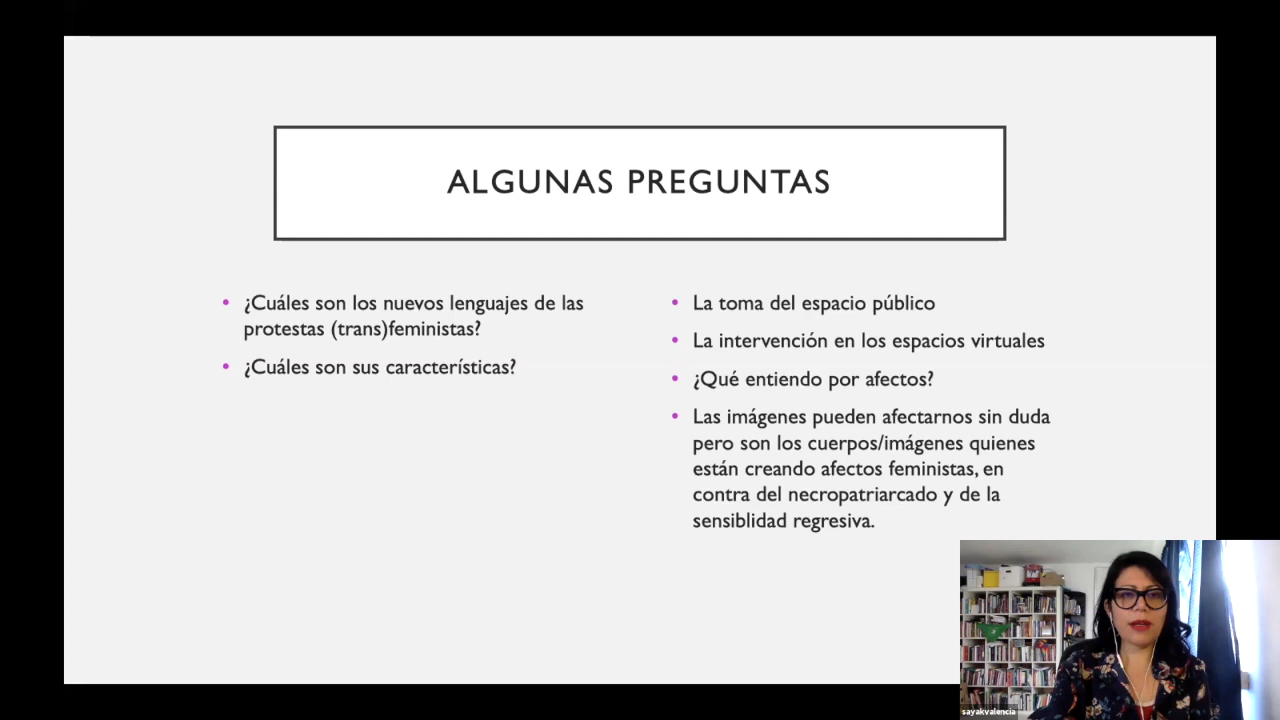 ALGUNAS PREGUNTAS
• ¿Cuáles son los nuevos lenguajes de las
protestas (trans)feministas?
• ¿Cuáles son sus características?
• La toma del espacio público
• La intervención en los espacios virtuales
• ¿Qué entiendo por afectos?
• Las imágenes pueden afectarnos sin duda
pero son los cuerpos/imágenes quienes
están creando afectos feministas, en
contra del necropatriarcado y de la
sensiblidad regresiva.
sayakvalencia